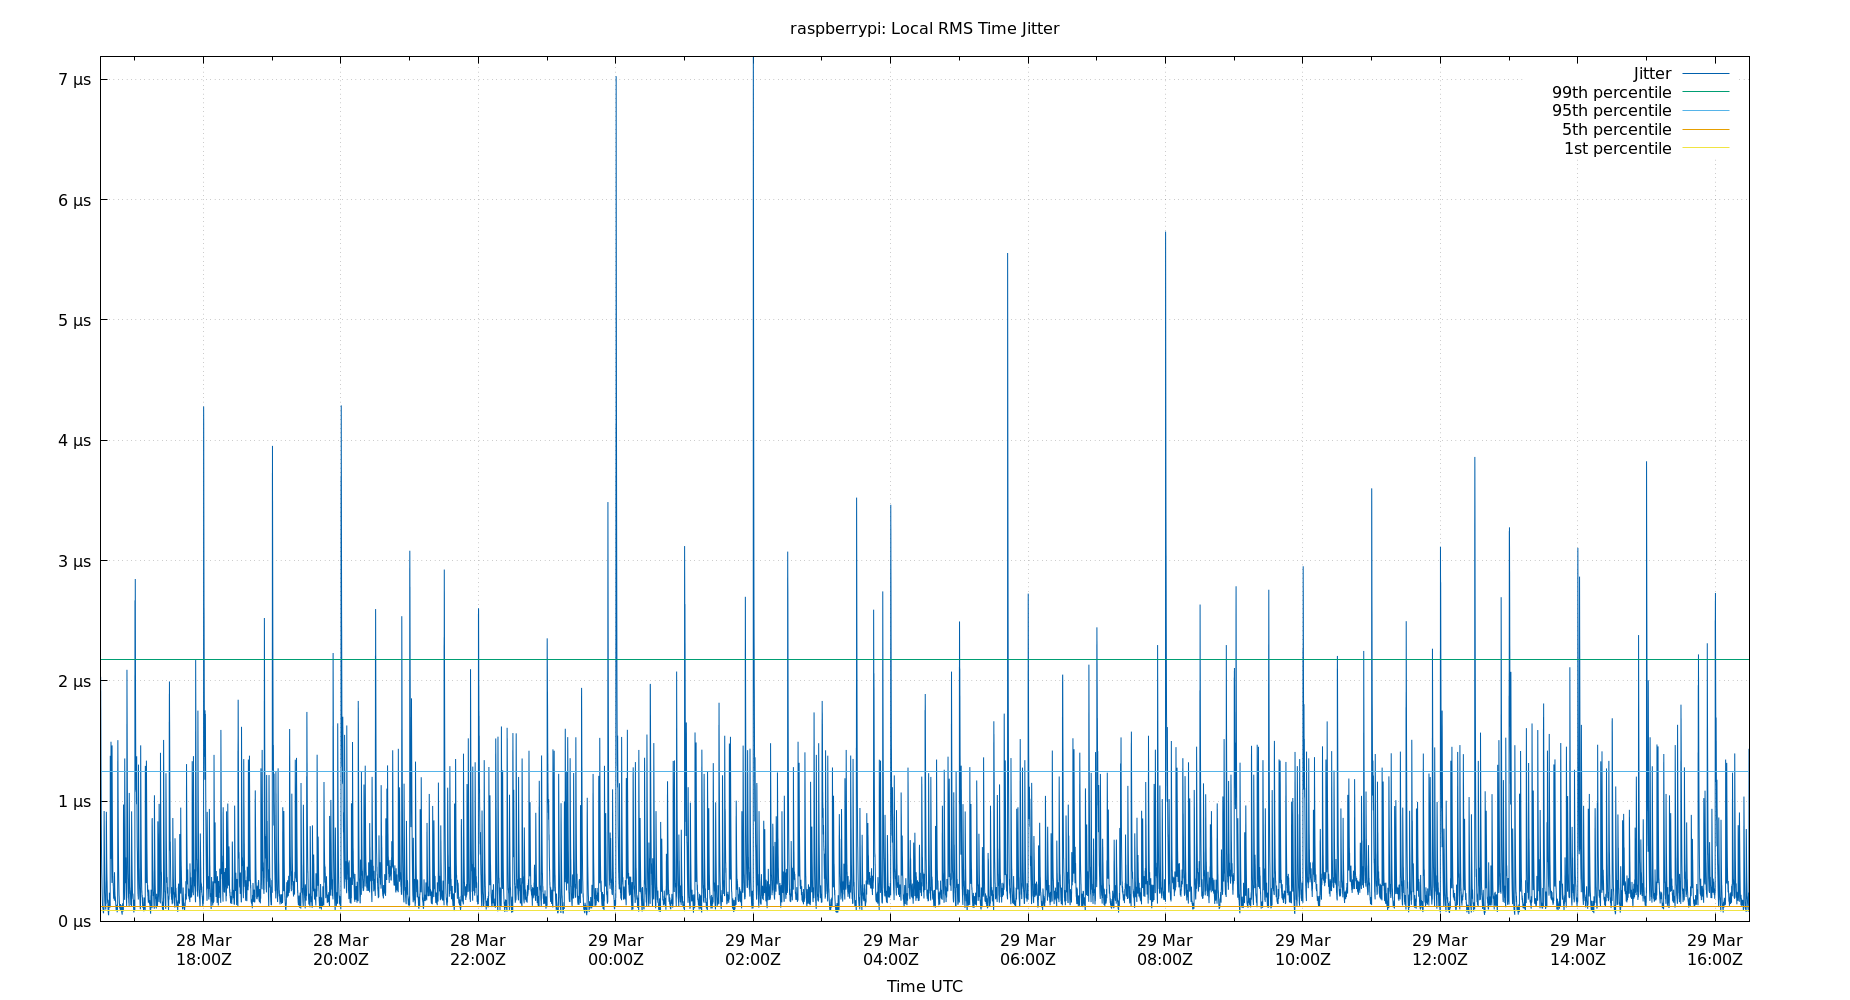 raspberrypi: Local RMS Time Jitter
Jitter
99th percentile
95th percentile
5th percentile
1st percentile
7 µs
6 µs
5 µs
4 µs
3 µs
2 µs
1 µs
0 µs
28 Mar 28 Mar 28 Mar 29 Mar 29 Mar 29 Mar 29 Mar 29 Mar 29 Mar 29 Mar 29 Mar 29 Mar
18:00Z 20:00Z 22:00Z 00:00Z 02:00Z 04:00Z 06:00Z 08:00Z 10:00Z 12:00Z 14:00Z 16:00Z
Time UTC